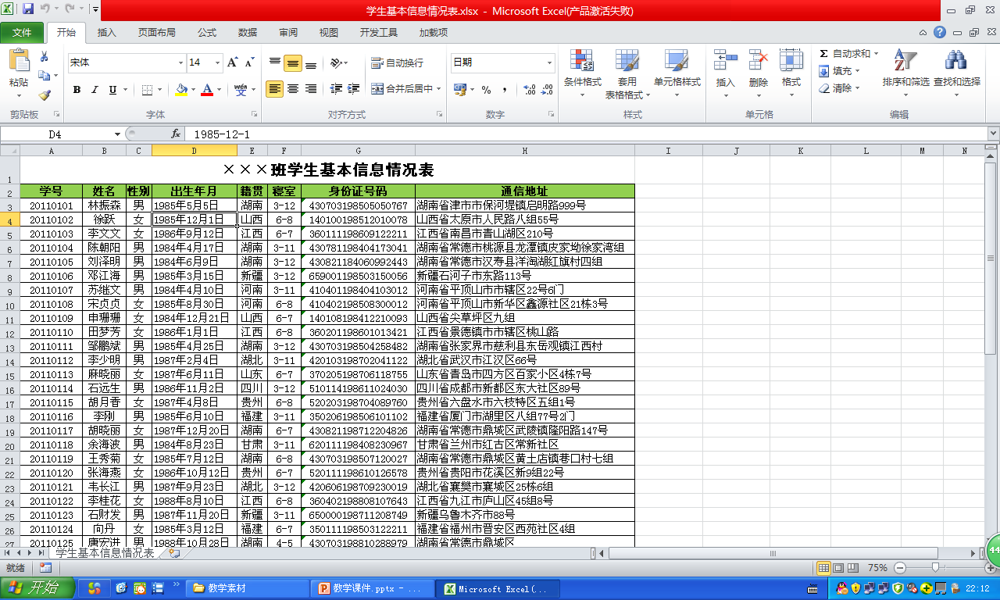 学生基本信息情况表.xlsx - Microsoft Excel(产品激活失败)
文件 开始 插入 页面布局 公式 数据 审阅 视图 开发工具 加载项
宋体 14 自动换行 日期 自动求和
粘贴 条件格式 套用 单元格样式 插入 删除 格式 填充 排序和筛选 查找和选择
B I U 合并后居中 % 表格格式 清除
剪贴板 字体 对齐方式 数字 样式 单元格 编辑
D4 fx 1985-12-1
A B C D E F G H I J K L M N
1 ×××班学生基本信息情况表
2 学号 姓名 性别 出生年月 籍贯 寝室 身份证号码 通信地址
3 20110101 林振森 男 1985年5月5日 湖南 3-12 430703198505050767 湖南省津市市保河堤镇启明路999号
4 20110102 徐跃 女 1985年12月1日 山西 6-8 140100198512010078 山西省太原市人民路八组55号
5 20110103 李文文 女 1986年9月12日 江西 6-7 360111198609122211 江西省南昌市青山湖区210号
6 20110104 陈朝阳 男 1984年4月17日 湖南 3-11 430781198404173041 湖南省常德市桃源县龙潭镇皮家坳徐家湾组
7 20110105 刘泽明 男 1984年6月9日 湖南 3-12 430821184060992443 湖南省常德市汉寿县洋淘湖红旗村四组
8 20110106 邓江海 男 1985年3月15日 新疆 3-12 659001198503150056 新疆石河子市东路113号
9 20110107 苏继文 男 1984年4月10日 河南 3-11 410401198404103012 河南省平顶山市市辖区22号6门
10 20110108 宋贞贞 女 1985年8月30日 河南 6-8 410402198508300012 河南省平顶山市新华区鑫源社区21栋3号
11 20110109 申珊珊 女 1984年12月21日 山西 6-7 140108198412210093 山西省尖草坪区九组
12 20110110 田梦芳 女 1986年1月1日 江西 6-8 360201198601013421 江西省景德镇市市辖区桃山路
13 20110111 邹鹏斌 男 1985年4月25日 湖南 3-12 430703198504258482 湖南省张家界市慈利县东岳观镇江西村
14 20110112 李少明 男 1987年2月4日 湖北 3-11 420103198702041122 湖北省武汉市江汉区66号
15 20110113 麻晓丽 女 1987年6月11日 山东 6-7 370205198706118755 山东省青岛市四方区百家小区4栋7号
16 20110114 石远生 男 1986年11月2日 四川 3-12 510114198611024030 四川省成都市新都区东大社区89号
17 20110115 胡月香 女 1987年4月8日 贵州 6-8 520203198704089760 贵州省六盘水市六枝特区五组1号
18 20110116 李刚 男 1985年6月10日 福建 3-11 350206198506101102 福建省厦门市湖里区八组77号2门
19 20110117 胡晓丽 女 1987年12月20日 湖南 6-7 430821198712204826 湖南省常德市鼎城区武陵镇隆阳路147号
20 20110118 余海波 男 1984年8月23日 甘肃 3-11 620111198408230967 甘肃省兰州市红古区常新社区
21 20110119 王秀菊 女 1985年7月12日 湖南 6-8 430703198507120027 湖南省常德市鼎城区黄土店镇巷口村七组
22 20110120 张海燕 女 1986年10月12日 贵州 6-7 520111198610126578 贵州省贵阳市花溪区新9组22号
23 20110121 韦长江 男 1987年9月23日 湖北 3-12 420606198709230019 湖北省襄樊市襄城区25栋6组
24 20110122 李桂花 女 1988年8月10日 江西 6-8 360402198808107643 江西省九江市庐山区45组8号
25 20110123 石财发 男 1987年11月20日 新疆 3-11 650000198711208749 新疆乌鲁木齐市88号
26 20110124 向丹 女 1985年3月12日 福建 6-7 350111198503122211 福建省福州市晋安区西苑社区4组
27 20110125 唐宏进 男 1988年10月28日 湖南 4-5 430703198810288979 湖南省常德市鼎城区
学生基本信息情况表
就绪 75% 44
开始 教学素材 教学课件.pptx - ... Microsoft Excel(... 22:12